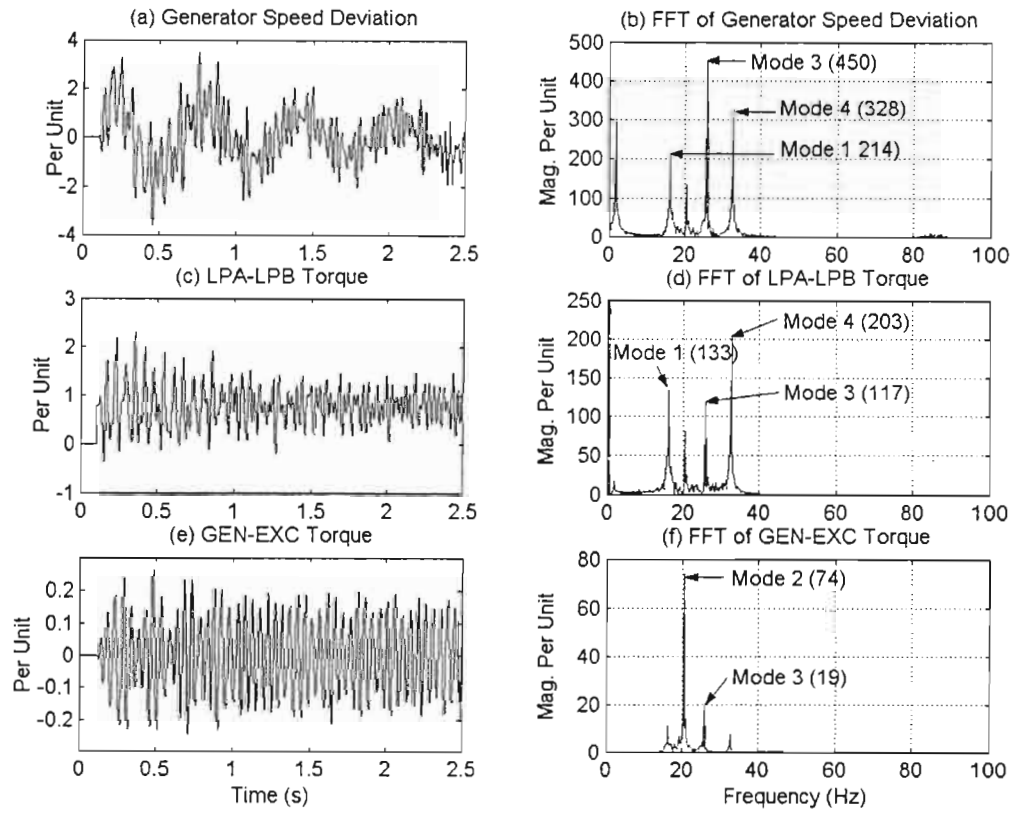 (a) Generator Speed Deviation
4
2
0
-2
-4
Per Unit
0 0.5 1 1.5 2 2.5
(b) FFT of Generator Speed Deviation
500
400
300
200
100
0
Mag. Per Unit
Mode 3 (450)
Mode 4 (328)
Mode 1 214)
0 20 40 60 80 100
(c) LPA-LPB Torque
3
2
1
0
-1
Per Unit
0 0.5 1 1.5 2 2.5
(d) FFT of LPA-LPB Torque
250
200
150
100
50
0
Mag. Per Unit
Mode 4 (203)
Mode 1 (133)
Mode 3 (117)
0 20 40 60 80 100
(e) GEN-EXC Torque
0.2
0.1
0
-0.1
-0.2
Per Unit
0 0.5 1 1.5 2 2.5
Time (s)
(f) FFT of GEN-EXC Torque
80
60
40
20
0
Mag. Per Unit
Mode 2 (74)
Mode 3 (19)
0 20 40 60 80 100
Frequency (Hz)